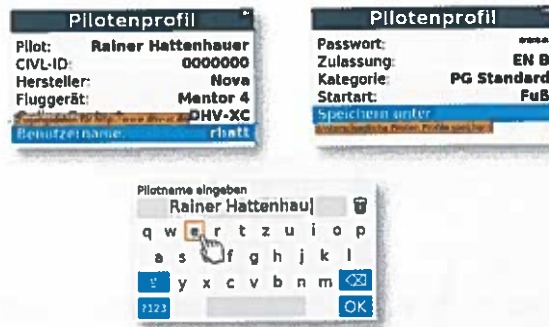 Pilotenprofil
Pilot: Rainer Hattenhauer
CIVL-ID: 0000000
Hersteller: Nova
Fluggerät: Mentor 4
DHV-XC
Benutzername: rhatt
Pilotenprofil
Passwort: ****
Zulassung: EN B
Kategorie: PG Standard
Startart: Fuß
Speichern unter
Pilotname eingeben
Rainer Hattenhau
q w e r t z u i o p
a s f g h j k l
y x c v b n m
?123 OK